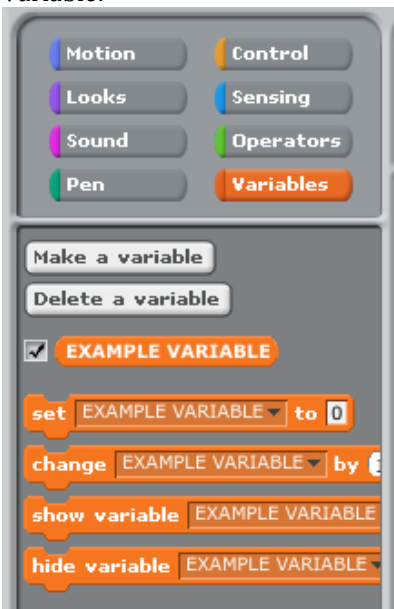 Motion Control
Looks Sensing
Sound Operators
Pen Variables
Make a variable
Delete a variable
EXAMPLE VARIABLE
set EXAMPLE VARIABLE to 0
change EXAMPLE VARIABLE by
show variable EXAMPLE VARIABLE
hide variable EXAMPLE VARIABLE